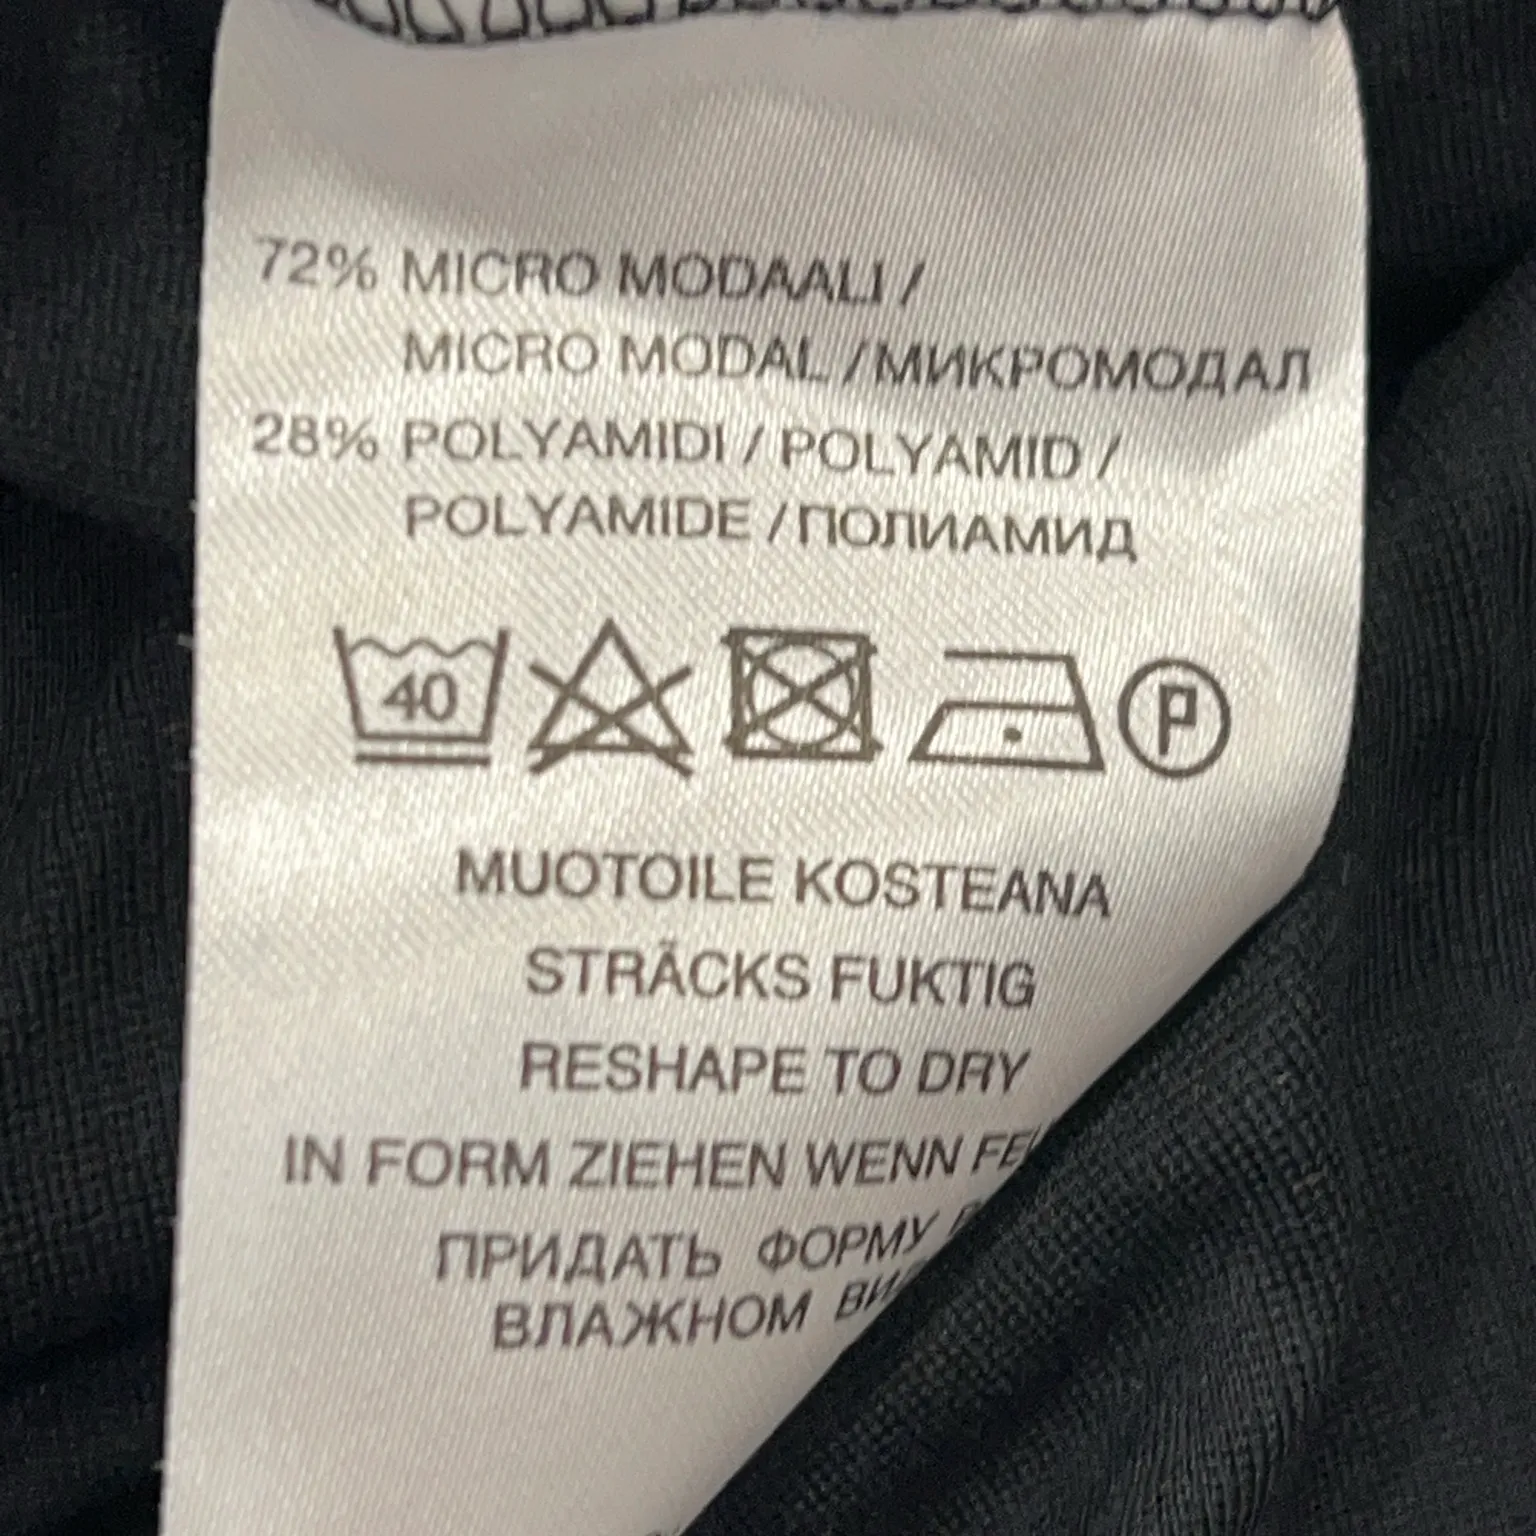 72% MICRO MODAALI /
MICRO MODAL / МИКРОМОДАЛ
28% POLYAMIDI / POLYAMID /
POLYAMIDE / ПОЛИАМИД
40
P
MUOTOILE KOSTEANA
STRÄCKS FUKTIG
RESHAPE TO DRY
IN FORM ZIEHEN WENN
ПРИДАТЬ ФОРМУ
ВЛАЖНОМ